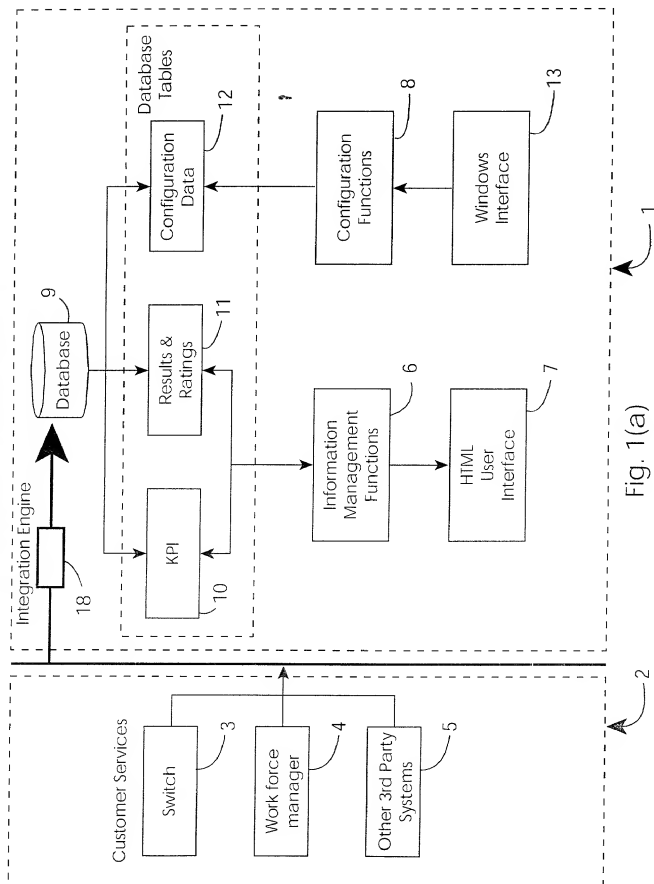 Customer Services
Switch
3
Work force
manager
4
Other 3rd Party
Systems
5
2
Integration Engine
18
Database
9
Database
Tables
KPI
10
Results &
Ratings
11
Configuration
Data
12
Information
Management
Functions
6
Configuration
Functions
8
HTML
User
Interface
7
Windows
Interface
13
1
Fig. 1(a)